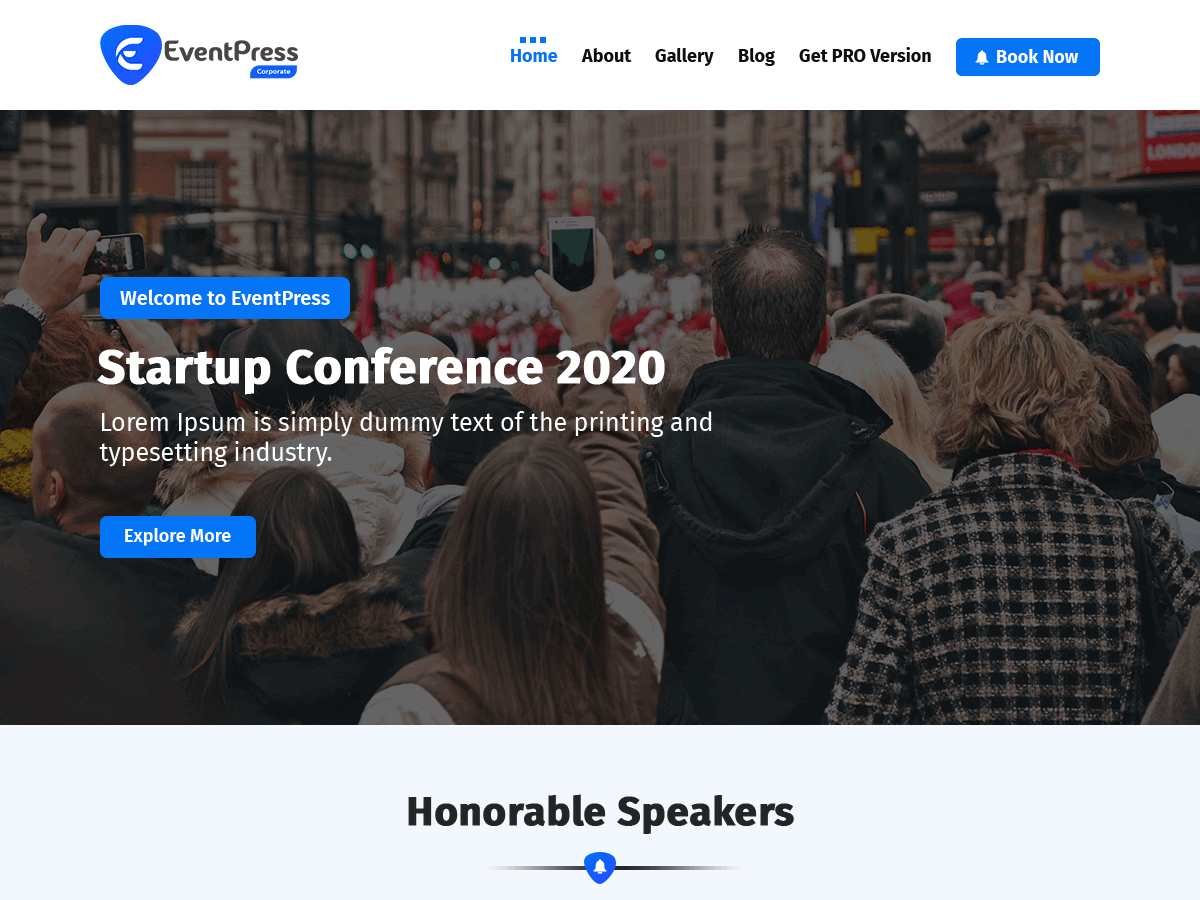 EventPress
Corporate
Home About Gallery Blog Get PRO Version Book Now
LONDO
Welcome to EventPress
Startup Conference 2020
Lorem Ipsum is simply dummy text of the printing and
typesetting industry.
Explore More
Honorable Speakers